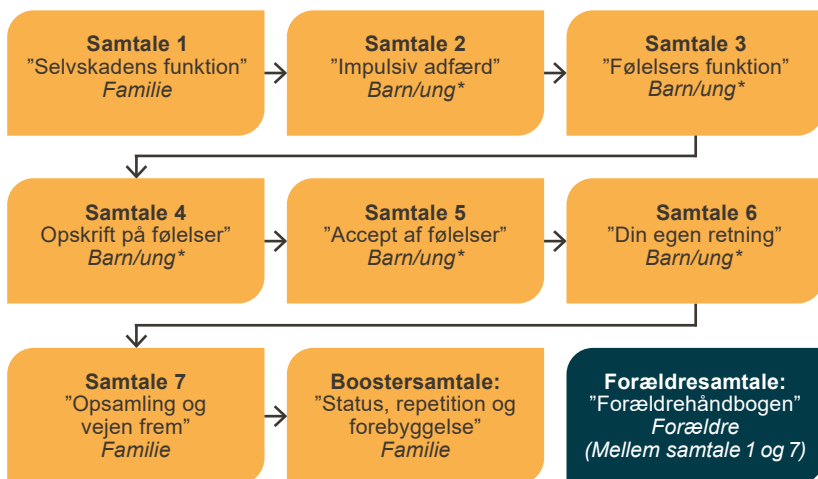 Samtale 1
”Selvskadens funktion”
Familie
Samtale 2
”Impulsiv adfærd”
Barn/ung*
Samtale 3
”Følelsers funktion”
Barn/ung*
Samtale 4
Opskrift på følelser”
Barn/ung*
Samtale 5
”Accept af følelser”
Barn/ung*
Samtale 6
”Din egen retning”
Barn/ung*
Samtale 7
”Opsamling og
vejen frem”
Familie
Boostersamtale:
”Status, repetition og
forebyggelse”
Familie
Forældresamtale:
”Forældrehåndbogen”
Forældre
(Mellem samtale 1 og 7)